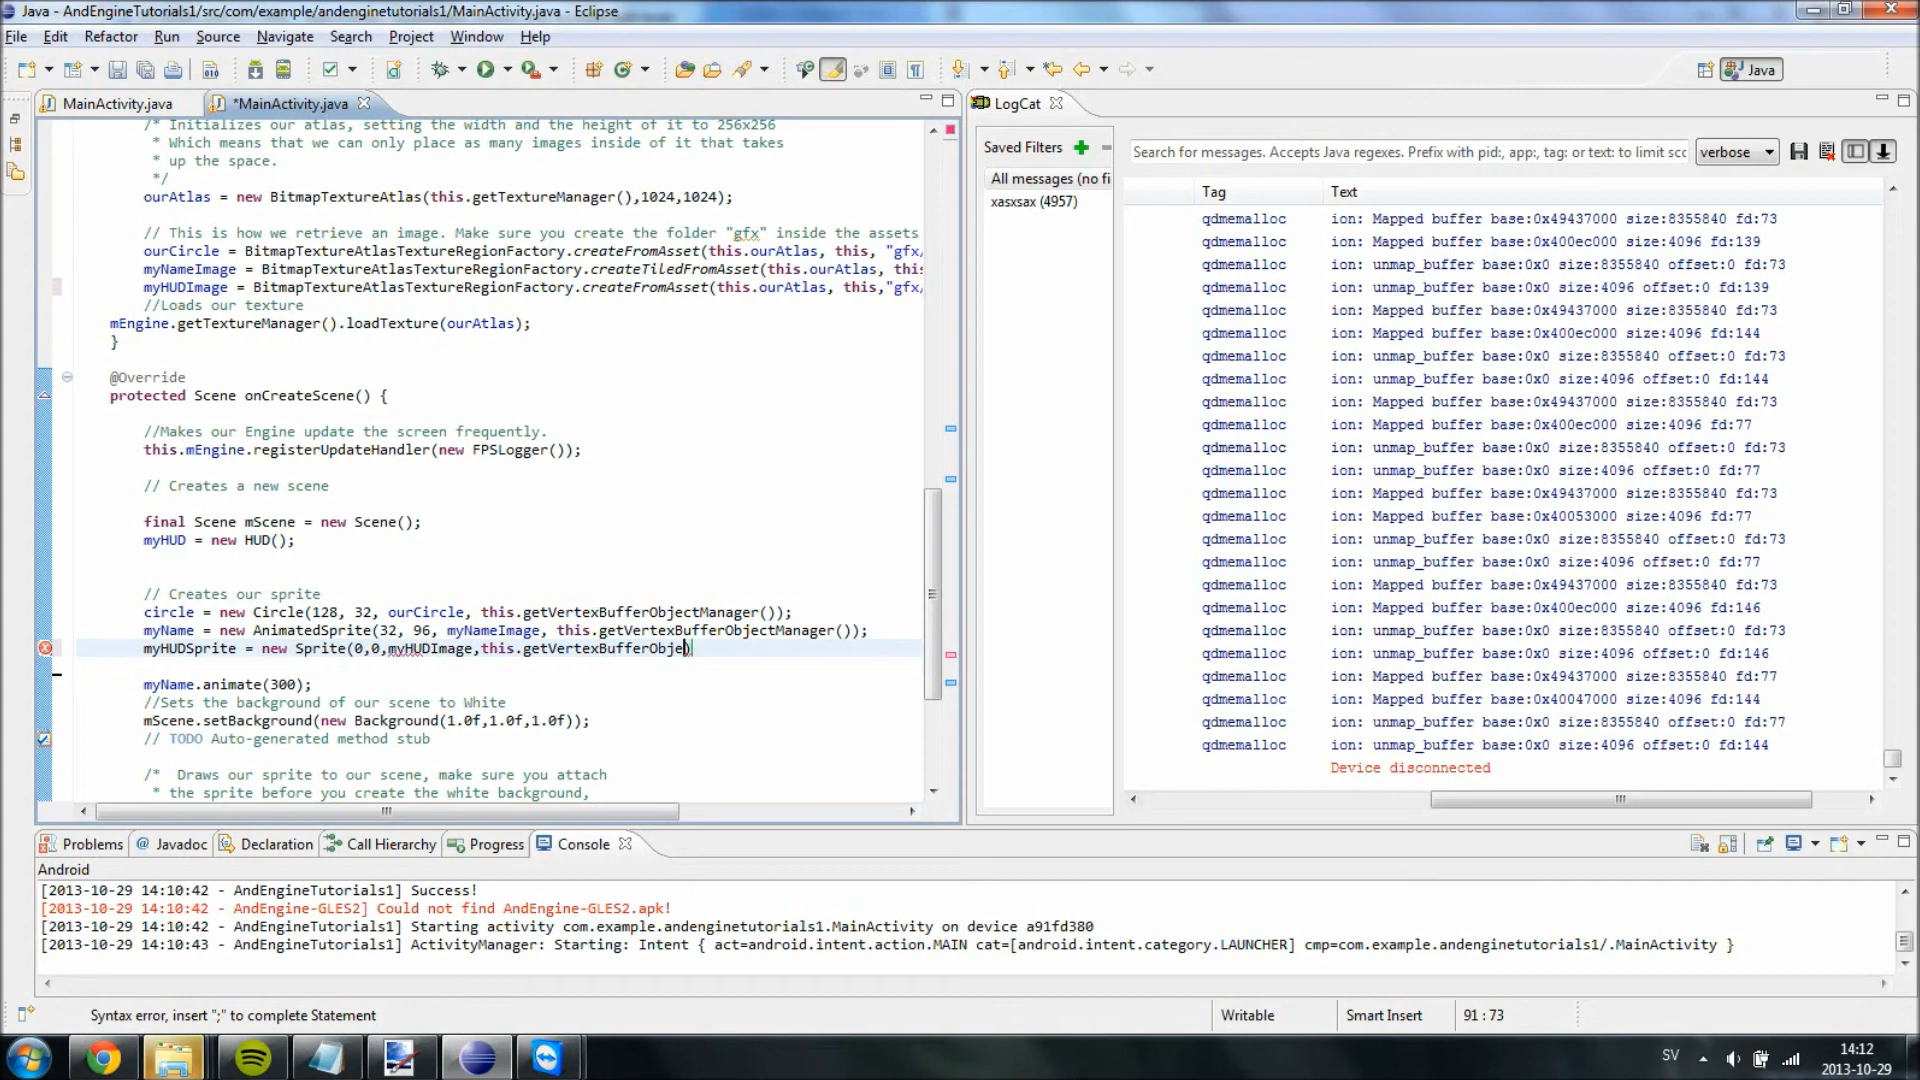 Java - AndEngineTutorials1/src/com/example/andenginetutorials1/MainActivity.java - Eclipse
File Edit Refactor Run Source Navigate Search Project Window Help
Java
MainActivity.java *MainActivity.java
/* Initializes our atlas, setting the width and the height of it to 256x256
* Which means that we can only place as many images inside of it that takes
* up the space.
*/
ourAtlas = new BitmapTextureAtlas(this.getTextureManager(),1024,1024);
// This is how we retrieve an image. Make sure you create the folder "gfx" inside the assets
ourCircle = BitmapTextureAtlasTextureRegionFactory.createFromAsset(this.ourAtlas, this, "gfx/
myNameImage = BitmapTextureAtlasTextureRegionFactory.createTiledFromAsset(this.ourAtlas, this
myHUDImage = BitmapTextureAtlasTextureRegionFactory.createFromAsset(this.ourAtlas, this,"gfx/
//Loads our texture
mEngine.getTextureManager().loadTexture(ourAtlas);
}
@Override
protected Scene onCreateScene() {
//Makes our Engine update the screen frequently.
this.mEngine.registerUpdateHandler(new FPSLogger());
// Creates a new scene
final Scene mScene = new Scene();
myHUD = new HUD();
// Creates our sprite
circle = new Circle(128, 32, ourCircle, this.getVertexBufferObjectManager());
myName = new AnimatedSprite(32, 96, myNameImage, this.getVertexBufferObjectManager());
myHUDSprite = new Sprite(0,0,myHUDImage,this.getVertexBufferObje)
myName.animate(300);
//Sets the background of our scene to White
mScene.setBackground(new Background(1.0f,1.0f,1.0f));
// TODO Auto-generated method stub
/* Draws our sprite to our scene, make sure you attach
* the sprite before you create the white background,
LogCat
Saved Filters
All messages (no fi
xasxsax (4957)
Search for messages. Accepts Java regexes. Prefix with pid:, app:, tag: or text: to limit scc
verbose
Tag Text
qdmemalloc ion: Mapped buffer base:0x49437000 size:8355840 fd:73
qdmemalloc ion: Mapped buffer base:0x400ec000 size:4096 fd:139
qdmemalloc ion: unmap_buffer base:0x0 size:8355840 offset:0 fd:73
qdmemalloc ion: unmap_buffer base:0x0 size:4096 offset:0 fd:139
qdmemalloc ion: Mapped buffer base:0x49437000 size:8355840 fd:73
qdmemalloc ion: Mapped buffer base:0x400ec000 size:4096 fd:144
qdmemalloc ion: unmap_buffer base:0x0 size:8355840 offset:0 fd:73
qdmemalloc ion: unmap_buffer base:0x0 size:4096 offset:0 fd:144
qdmemalloc ion: Mapped buffer base:0x49437000 size:8355840 fd:73
qdmemalloc ion: Mapped buffer base:0x400ec000 size:4096 fd:77
qdmemalloc ion: unmap_buffer base:0x0 size:8355840 offset:0 fd:73
qdmemalloc ion: unmap_buffer base:0x0 size:4096 offset:0 fd:77
qdmemalloc ion: Mapped buffer base:0x49437000 size:8355840 fd:73
qdmemalloc ion: Mapped buffer base:0x40053000 size:4096 fd:77
qdmemalloc ion: unmap_buffer base:0x0 size:8355840 offset:0 fd:73
qdmemalloc ion: unmap_buffer base:0x0 size:4096 offset:0 fd:77
qdmemalloc ion: Mapped buffer base:0x49437000 size:8355840 fd:73
qdmemalloc ion: Mapped buffer base:0x400ec000 size:4096 fd:146
qdmemalloc ion: unmap_buffer base:0x0 size:8355840 offset:0 fd:73
qdmemalloc ion: unmap_buffer base:0x0 size:4096 offset:0 fd:146
qdmemalloc ion: Mapped buffer base:0x49437000 size:8355840 fd:77
qdmemalloc ion: Mapped buffer base:0x40047000 size:4096 fd:144
qdmemalloc ion: unmap_buffer base:0x0 size:8355840 offset:0 fd:77
qdmemalloc ion: unmap_buffer base:0x0 size:4096 offset:0 fd:144
Device disconnected
Problems @ Javadoc Declaration Call Hierarchy Progress Console
Android
[2013-10-29 14:10:42 - AndEngineTutorials1] Success!
[2013-10-29 14:10:42 - AndEngine-GLES2] Could not find AndEngine-GLES2.apk!
[2013-10-29 14:10:42 - AndEngineTutorials1] Starting activity com.example.andenginetutorials1.MainActivity on device a91fd380
[2013-10-29 14:10:43 - AndEngineTutorials1] ActivityManager: Starting: Intent { act=android.intent.action.MAIN cat=[android.intent.category.LAUNCHER] cmp=com.example.andenginetutorials1/.MainActivity }
Syntax error, insert ";" to complete Statement
Writable
Smart Insert
91 : 73
SV
14:12
2013-10-29